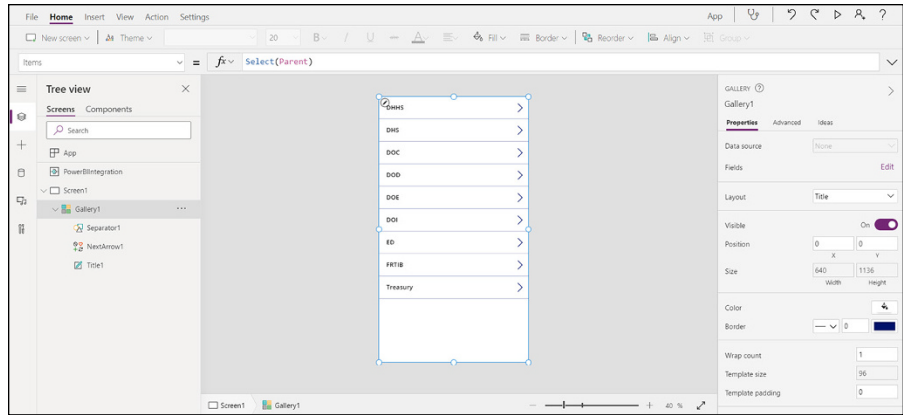 File Home Insert View Action Settings App
New screen Theme 20 B / U A Fill Border Reorder Align Group
Items = fx Select(Parent)
Tree view
Screens Components
Search
App
PowerBIIntegration
Screen1
Gallery1 ...
Separator1
NextArrow1
Title1
DHHS
DHS
DOC
DOD
DOE
DOI
ED
FRTIB
Treasury
GALLERY
Gallery1
Properties Advanced Ideas
Data source None
Fields Edit
Layout Title
Visible On
Position 0 0
X Y
Size 640 1136
Width Height
Color
Border 0
Wrap count 1
Template size 96
Template padding 0
Screen1 Gallery1 - + 40 %